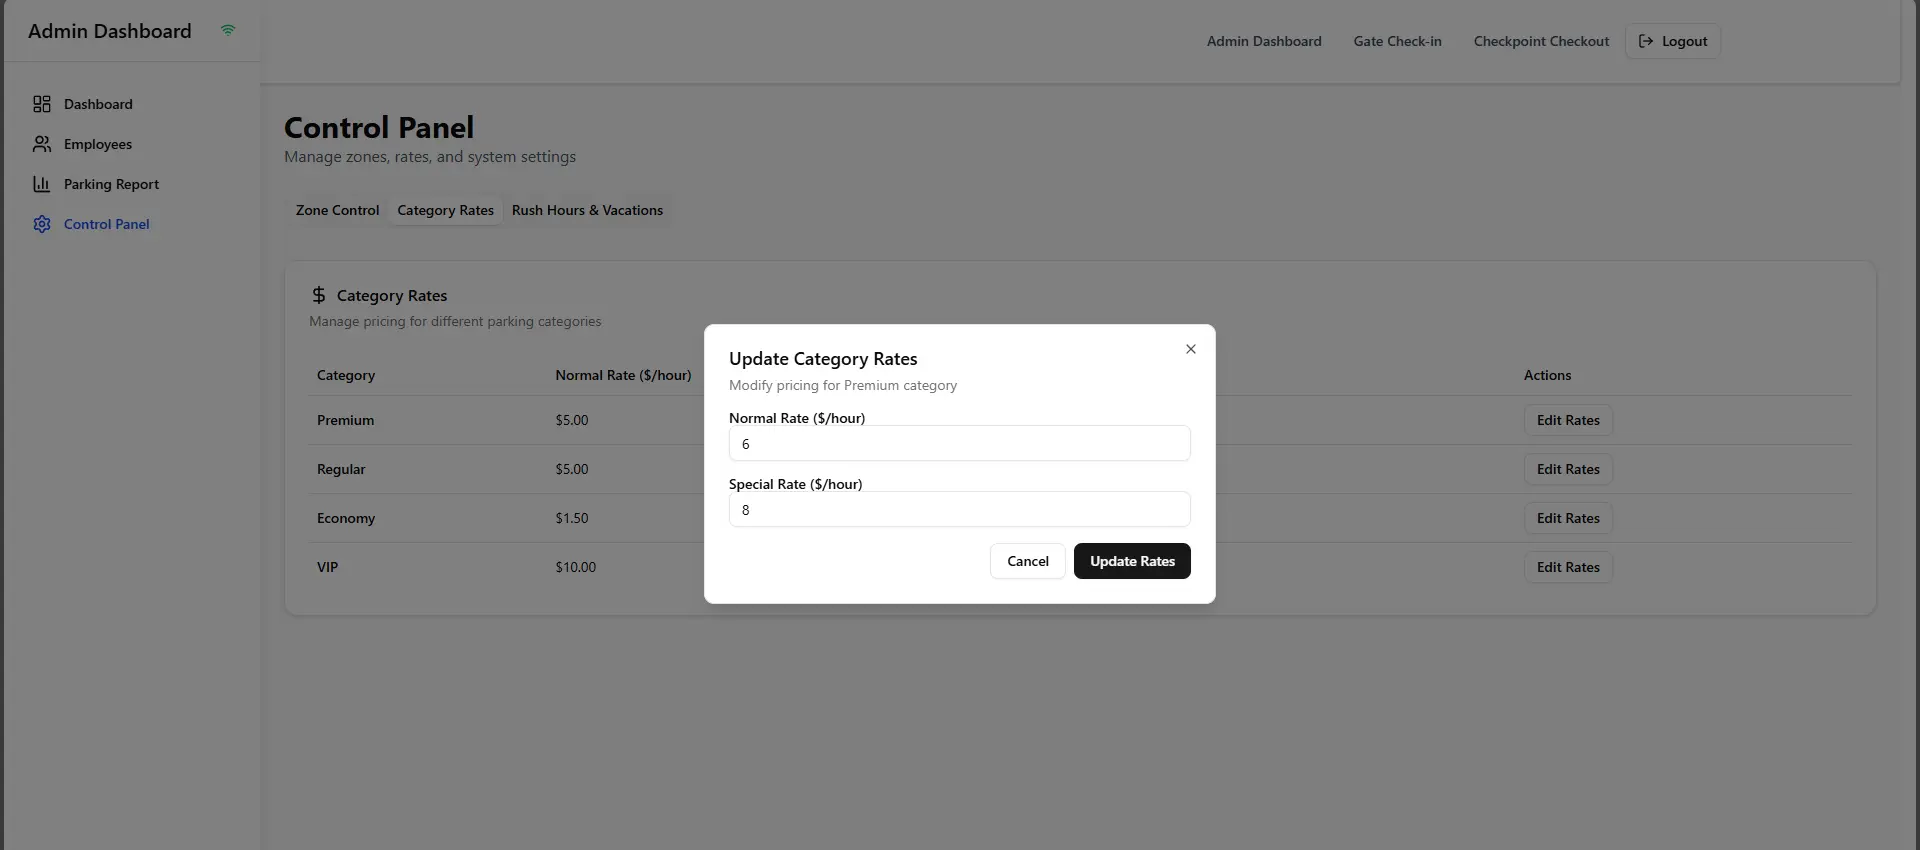 Admin Dashboard
Admin Dashboard Gate Check-in Checkpoint Checkout Logout
Dashboard
Employees
Parking Report
Control Panel
Control Panel
Manage zones, rates, and system settings
Zone Control Category Rates Rush Hours & Vacations
Category Rates
Manage pricing for different parking categories
Category Normal Rate ($/hour) Actions
Premium $5.00 Edit Rates
Regular $5.00 Edit Rates
Economy $1.50 Edit Rates
VIP $10.00 Edit Rates
Update Category Rates
Modify pricing for Premium category
Normal Rate ($/hour)
6
Special Rate ($/hour)
8
Cancel Update Rates